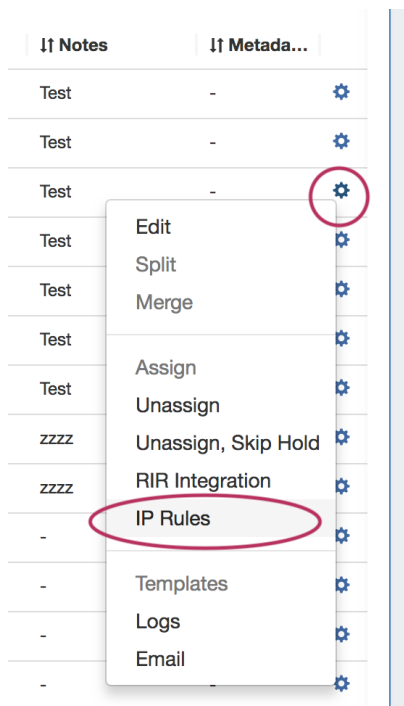 ↓↑ Notes ↓↑ Metada...
Test -
Test -
Test -
Test
Test
Test
Test
zzzz
zzzz
-
-
-
- -
Edit
Split
Merge
Assign
Unassign
Unassign, Skip Hold
RIR Integration
IP Rules
Templates
Logs
Email